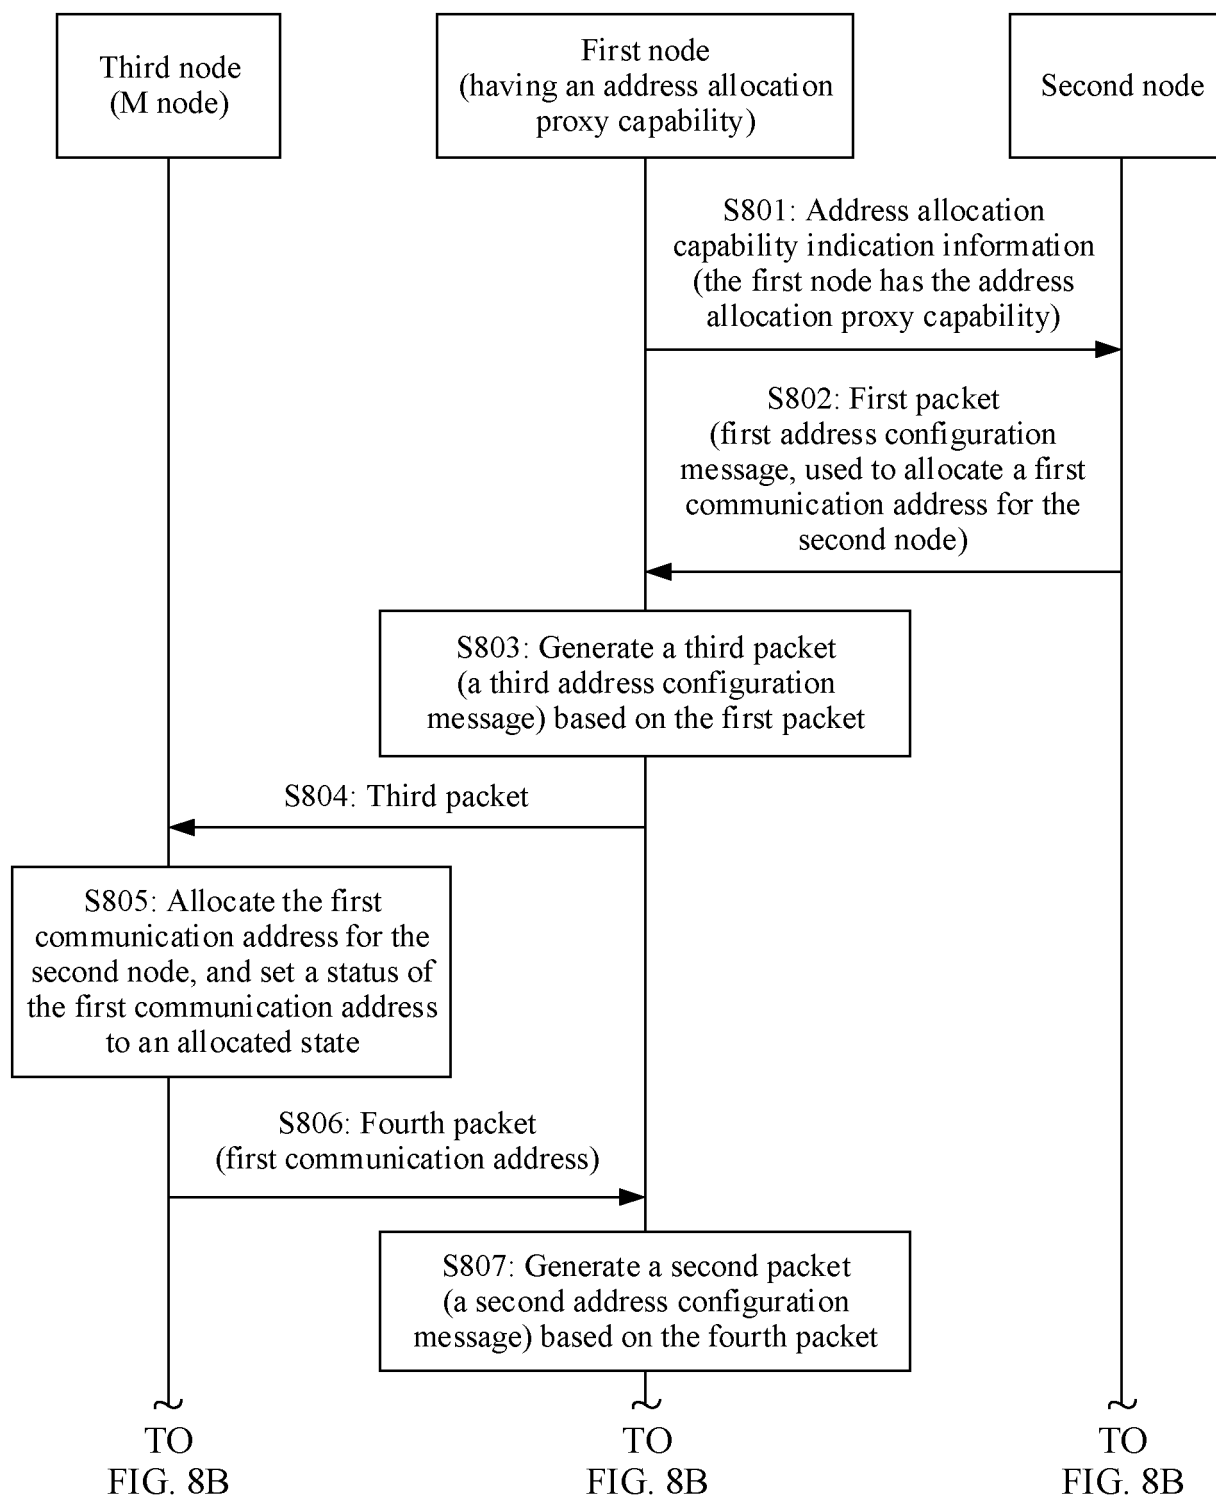 Third node
(M node)
First node
(having an address allocation
proxy capability)
Second node
S801: Address allocation
capability indication information
(the first node has the address
allocation proxy capability)
S802: First packet
(first address configuration
message, used to allocate a first
communication address for the
second node)
S803: Generate a third packet
(a third address configuration
message) based on the first packet
S804: Third packet
S805: Allocate the first
communication address for the
second node, and set a status of
the first communication address
to an allocated state
S806: Fourth packet
(first communication address)
S807: Generate a second packet
(a second address configuration
message) based on the fourth packet
TO
FIG. 8B
TO
FIG. 8B
TO
FIG. 8B